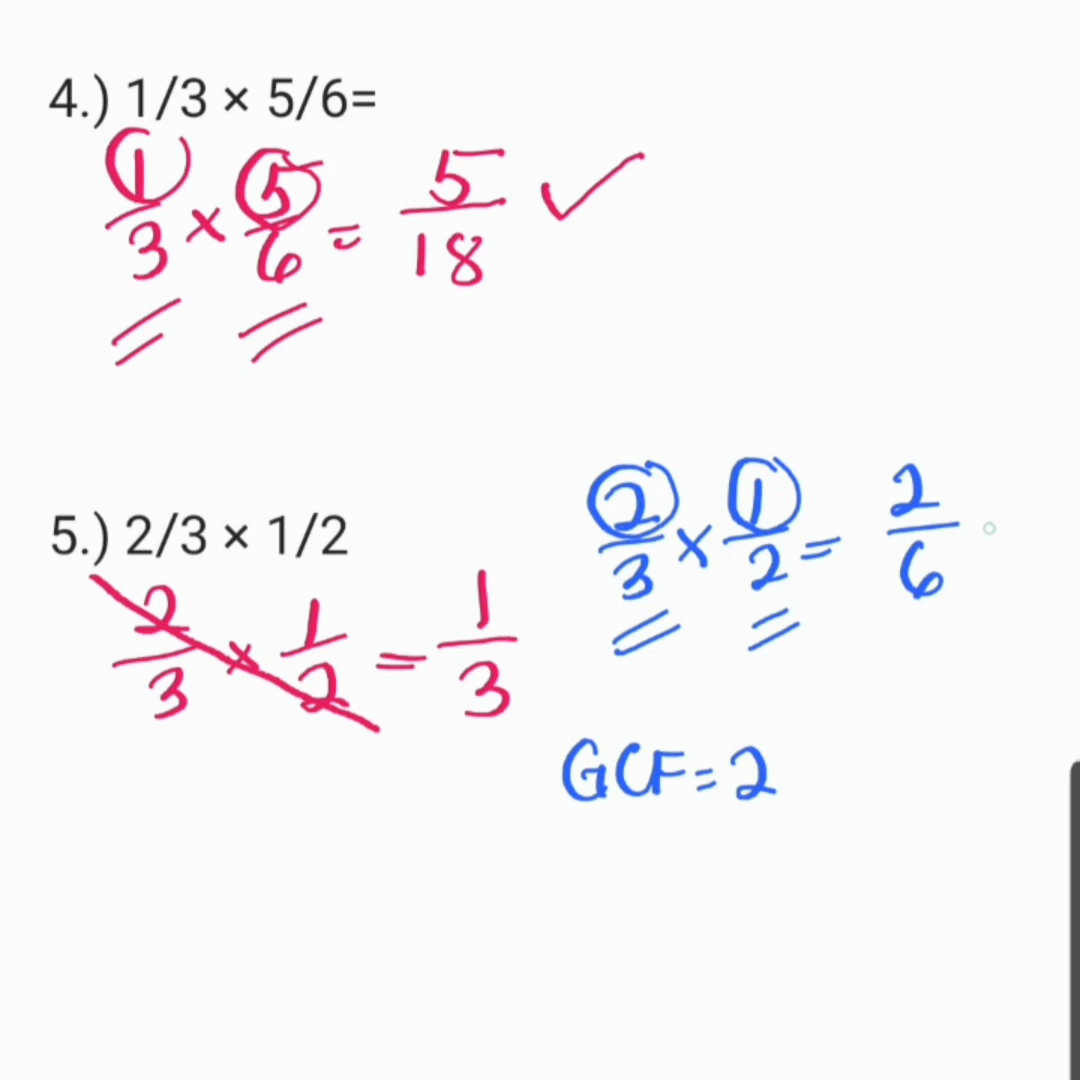 4.) 1/3 × 5/6=
1/3 × 5/6 = 5/18 ✓
5.) 2/3 × 1/2
2/3 × 1/2 = 1/3
2/3 × 1/2 = 2/6
GCF = 2